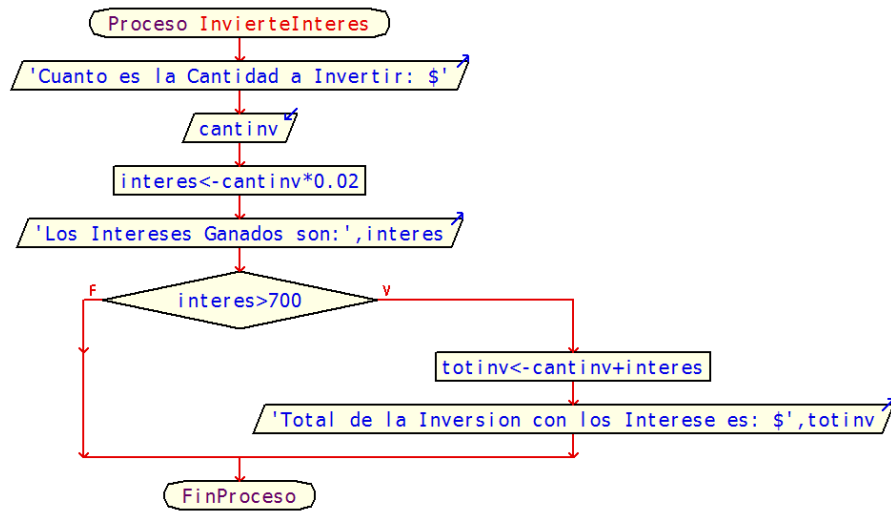 Proceso InvierteInteres
'Cuanto es la Cantidad a Invertir: $'
cantinv
interes<-cantinv*0.02
'Los Intereses Ganados son:',interes
F
interes>700
V
totinv<-cantinv+interes
'Total de la Inversion con los Interese es: $',totinv
FinProceso